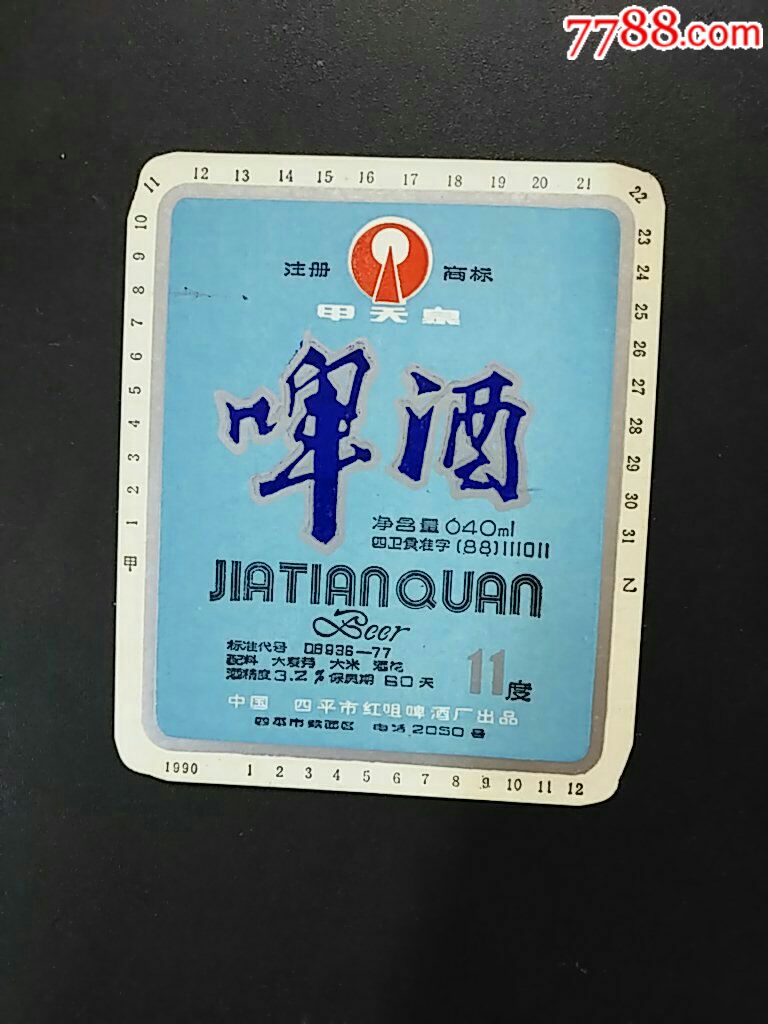 7788.com
11 12 13 14 15 16 17 18 19 20 21 22
23 24 25 26 27 28 29 30 31 乙
甲 1 2 3 4 5 6 7 8 9 10
注册 商标
甲天泉
啤酒
净含量640ml
四卫食准字(88)111011
JIATIANQUAN
Beer
标准代号 QB936—77
配料 大麦芽 大米 酒花
酒精度3.2% 保质期 60天
11度
中国 四平市红咀啤酒厂出品
四平市铁西区 电话2050号
1990 1 2 3 4 5 6 7 8 9 10 11 12